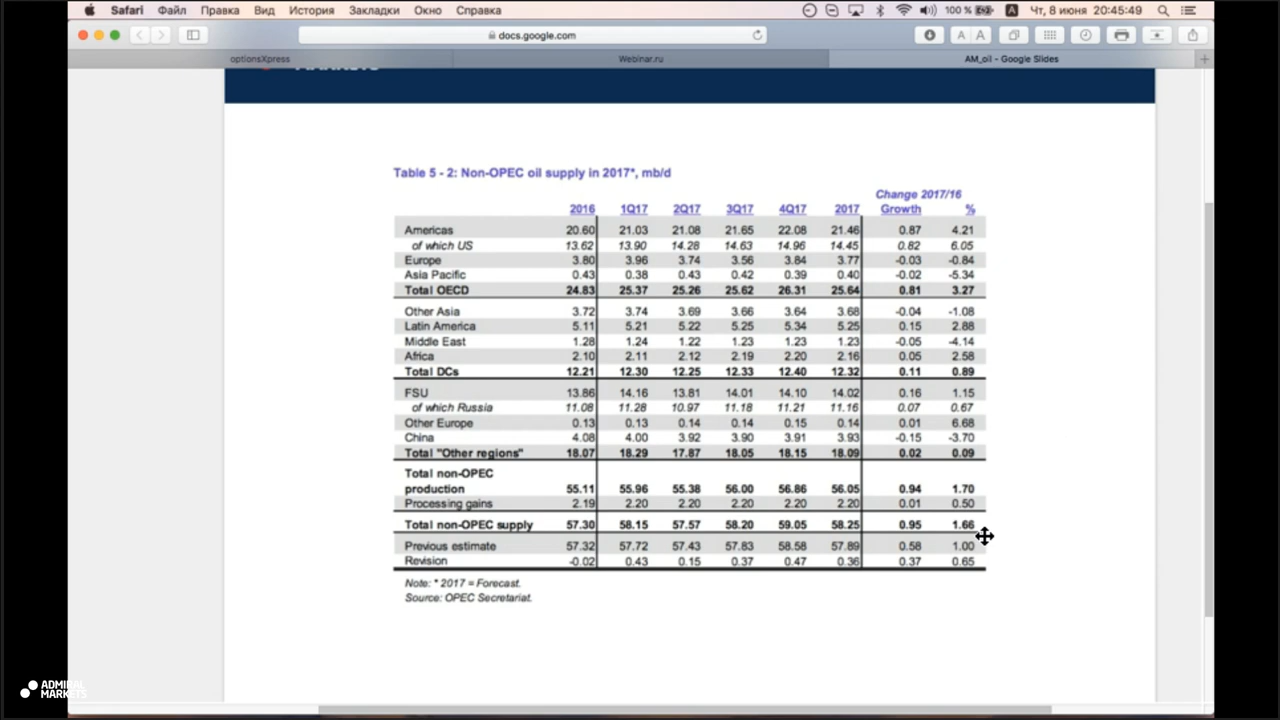 Safari Файл Правка Вид История Закладки Окно Справка 100 % A Чт, 8 июня 20:45:49
docs.google.com A A
optionsXpress Webinar.ru AM_oil - Google Slides +
Table 5 - 2: Non-OPEC oil supply in 2017*, mb/d
Change 2017/16
2016 1Q17 2Q17 3Q17 4Q17 2017 Growth %
Americas 20.60 21.03 21.08 21.65 22.08 21.46 0.87 4.21
of which US 13.62 13.90 14.28 14.63 14.96 14.45 0.82 6.05
Europe 3.80 3.96 3.74 3.56 3.84 3.77 -0.03 -0.84
Asia Pacific 0.43 0.38 0.43 0.42 0.39 0.40 -0.02 -5.34
Total OECD 24.83 25.37 25.26 25.62 26.31 25.64 0.81 3.27
Other Asia 3.72 3.74 3.69 3.66 3.64 3.68 -0.04 -1.08
Latin America 5.11 5.21 5.22 5.25 5.34 5.25 0.15 2.88
Middle East 1.28 1.24 1.22 1.23 1.23 1.23 -0.05 -4.14
Africa 2.10 2.11 2.12 2.19 2.20 2.16 0.05 2.58
Total DCs 12.21 12.30 12.25 12.33 12.40 12.32 0.11 0.89
FSU 13.86 14.16 13.81 14.01 14.10 14.02 0.16 1.15
of which Russia 11.08 11.28 10.97 11.18 11.21 11.16 0.07 0.67
Other Europe 0.13 0.13 0.14 0.14 0.15 0.14 0.01 6.68
China 4.08 4.00 3.92 3.90 3.91 3.93 -0.15 -3.70
Total "Other regions" 18.07 18.29 17.87 18.05 18.15 18.09 0.02 0.09
Total non-OPEC
production 55.11 55.96 55.38 56.00 56.86 56.05 0.94 1.70
Processing gains 2.19 2.20 2.20 2.20 2.20 2.20 0.01 0.50
Total non-OPEC supply 57.30 58.15 57.57 58.20 59.05 58.25 0.95 1.66
Previous estimate 57.32 57.72 57.43 57.83 58.58 57.89 0.58 1.00
Revision -0.02 0.43 0.15 0.37 0.47 0.36 0.37 0.65
Note: * 2017 = Forecast.
Source: OPEC Secretariat.
ADMIRAL
MARKETS